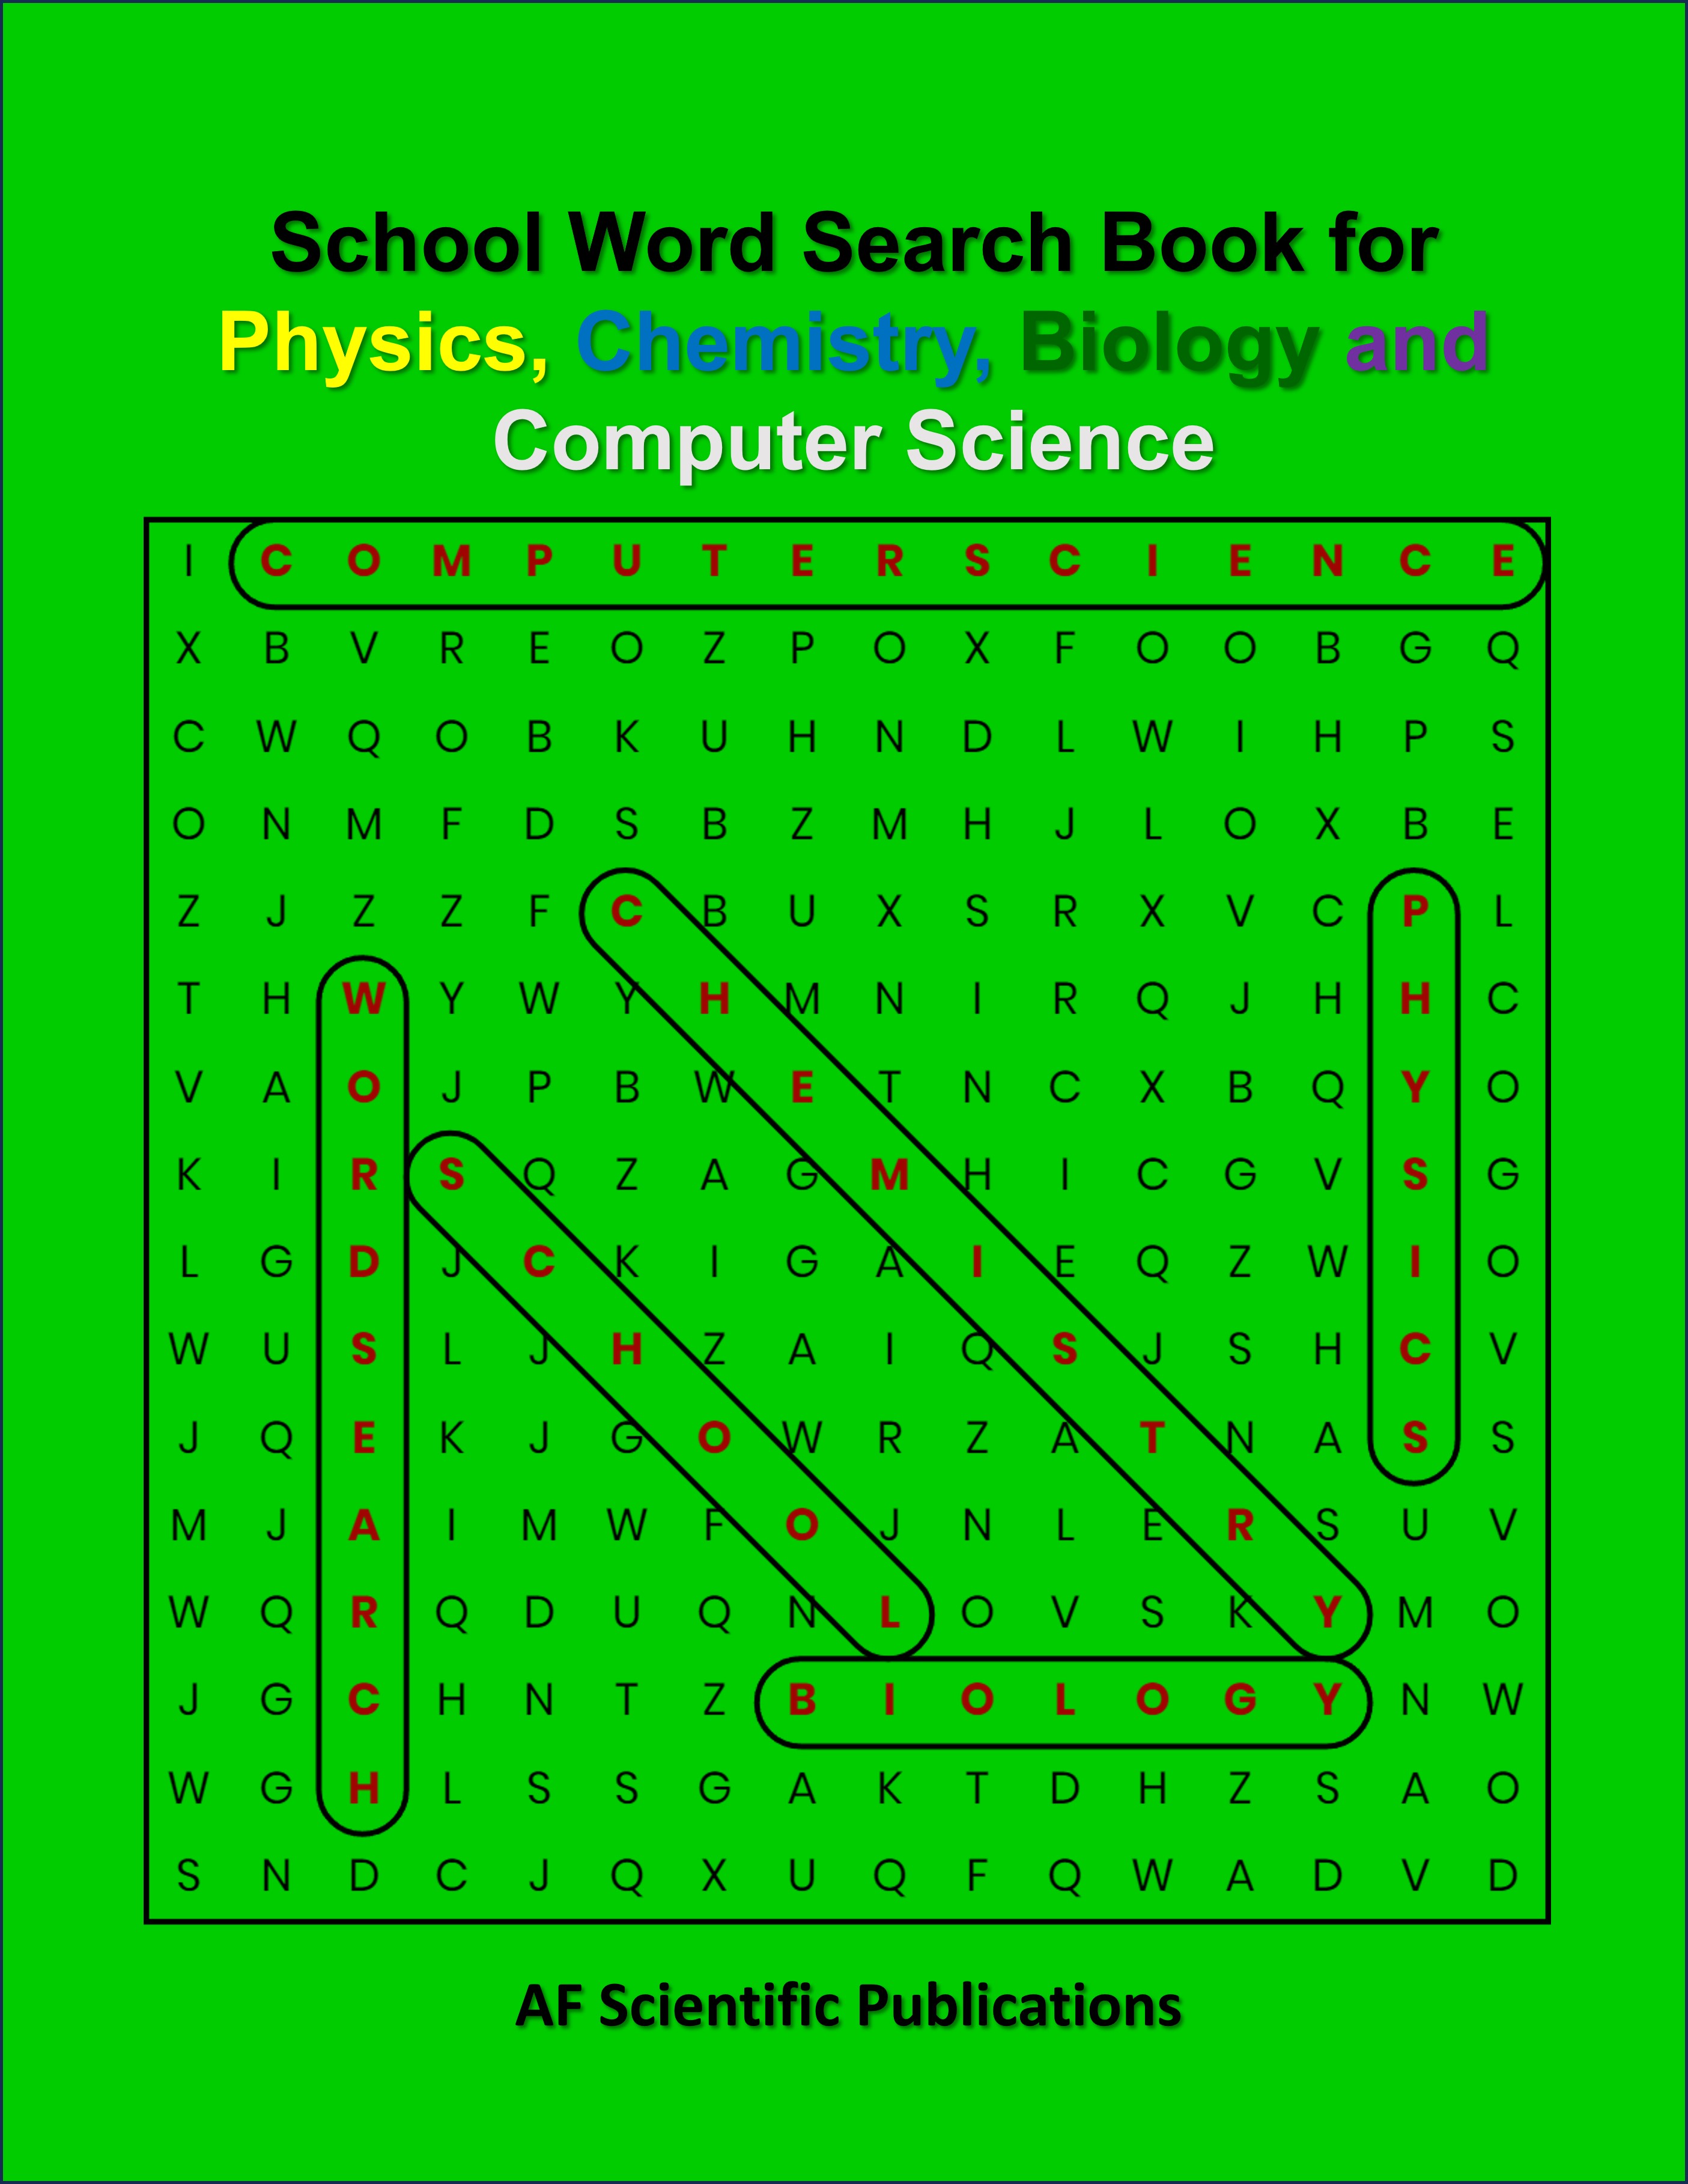 School Word Search Book for
Physics, Chemistry, Biology and
Computer Science
I C O M P U T E R S C I E N C E
X B V R E O Z P O X F O O B G Q
C W Q O B K U H N D L W I H P S
O N M F D S B Z M H J L O X B E
Z J Z Z F C B U X S R X V C P L
T H W Y W Y H M N I R Q J H H C
V A O J P B W E T N C X B Q Y O
K I R S Q Z A G M H I C G V S G
L G D J C K I G A I E Q Z W I O
W U S L J H Z A I Q S J S H C V
J Q E K J G O W R Z A T N A S S
M J A I M W F O J N L E R S U V
W Q R Q D U Q N L O V S K Y M O
J G C H N T Z B I O L O G Y N W
W G H L S S G A K T D H Z S A O
S N D C J Q X U Q F Q W A D V D
AF Scientific Publications